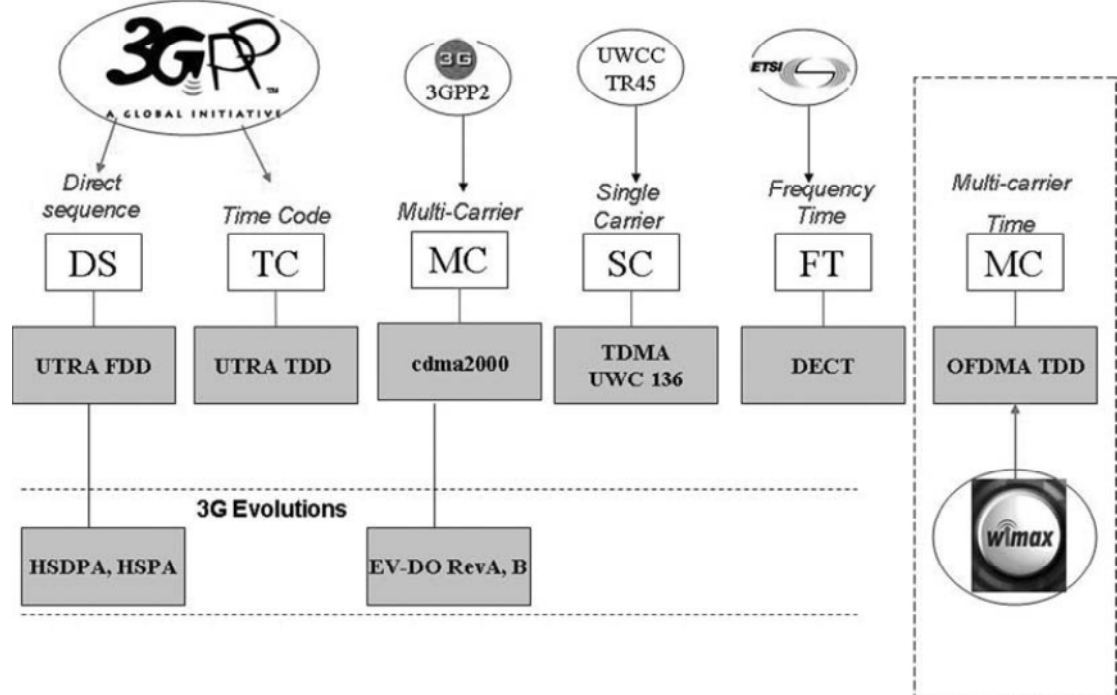 3GPP
TM
A GLOBAL INITIATIVE
3G
3GPP2
UWCC
TR45
ETSI
Direct
sequence
Time Code
Multi-Carrier
Single
Carrier
Frequency
Time
Multi-carrier
Time
DS
TC
MC
SC
FT
MC
UTRA FDD
UTRA TDD
cdma2000
TDMA
UWC 136
DECT
OFDMA TDD
3G Evolutions
HSDPA, HSPA
EV-DO RevA, B
wimax